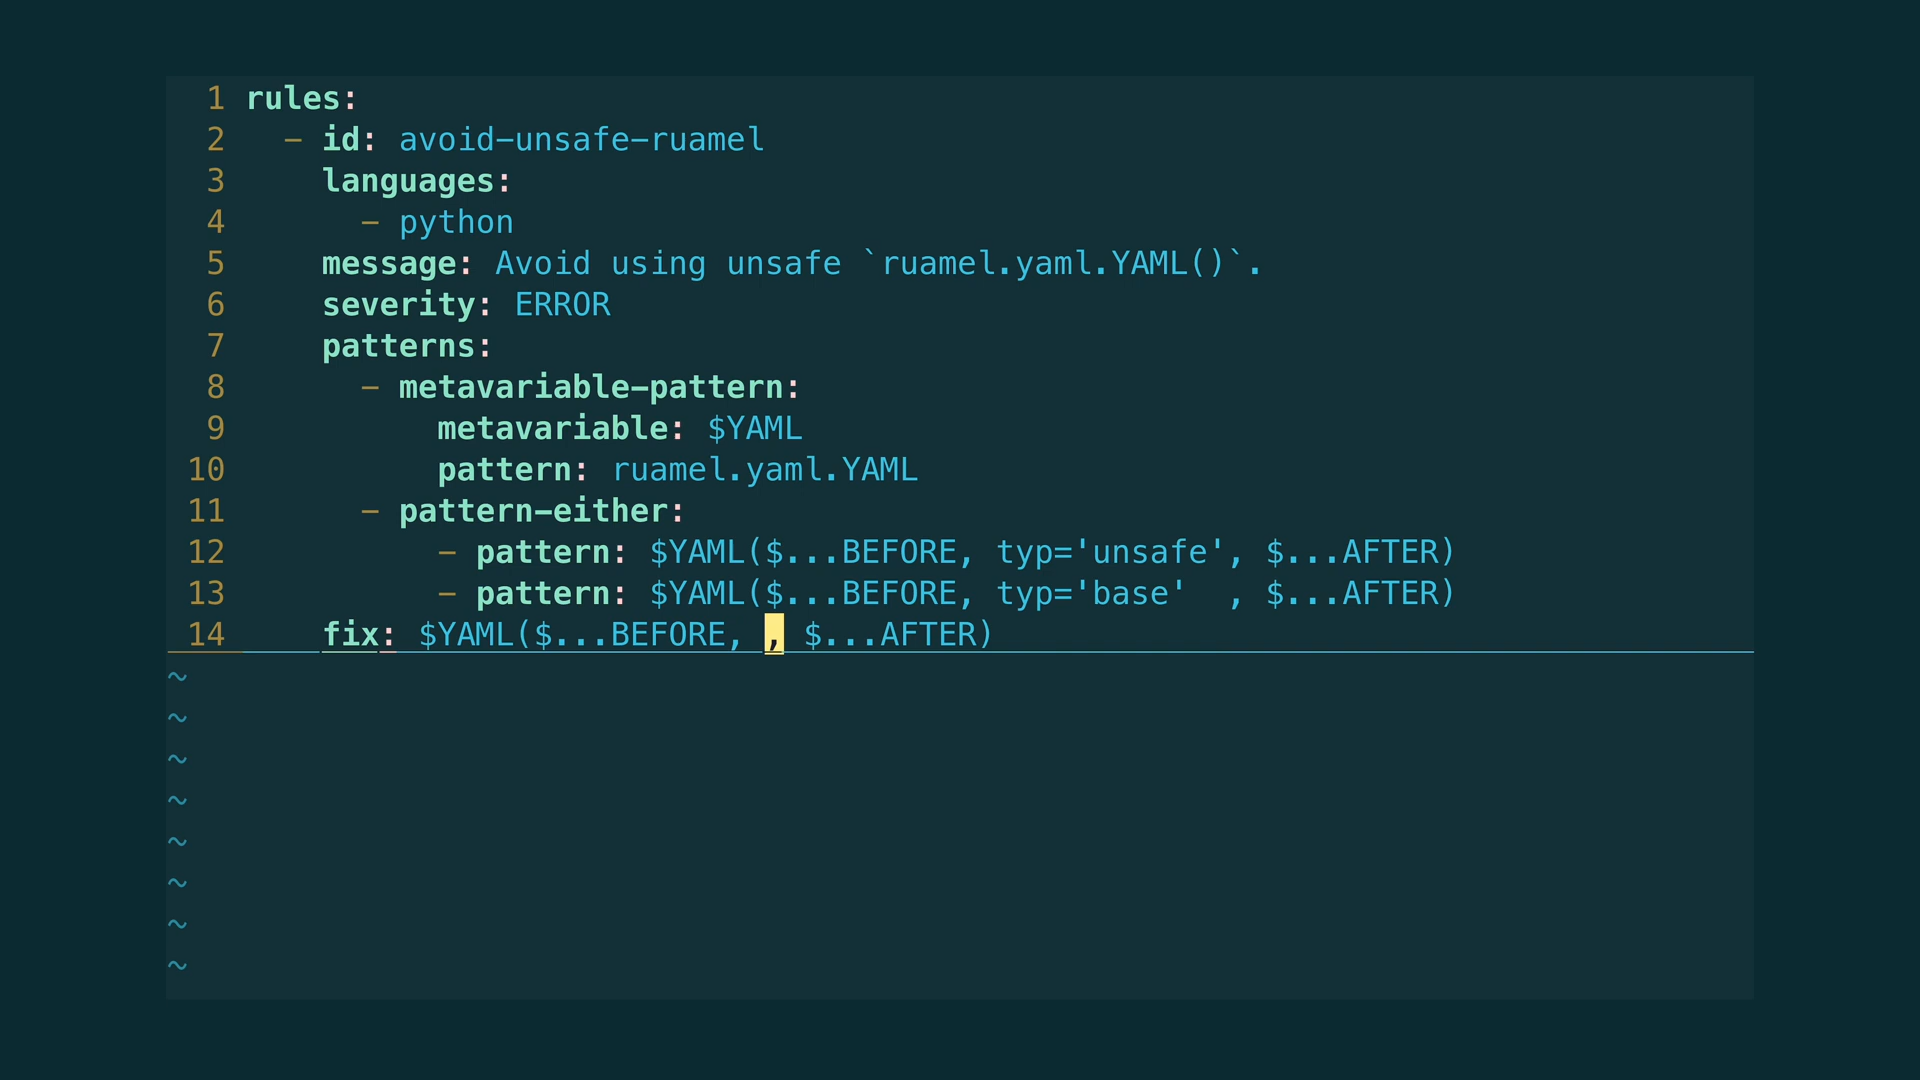 1 rules:
2   - id: avoid-unsafe-ruamel
3     languages:
4       - python
5     message: Avoid using unsafe `ruamel.yaml.YAML()`.
6     severity: ERROR
7     patterns:
8       - metavariable-pattern:
9           metavariable: $YAML
10           pattern: ruamel.yaml.YAML
11       - pattern-either:
12           - pattern: $YAML($...BEFORE, typ='unsafe', $...AFTER)
13           - pattern: $YAML($...BEFORE, typ='base'  , $...AFTER)
14     fix: $YAML($...BEFORE, , $...AFTER)
~
~
~
~
~
~
~
~